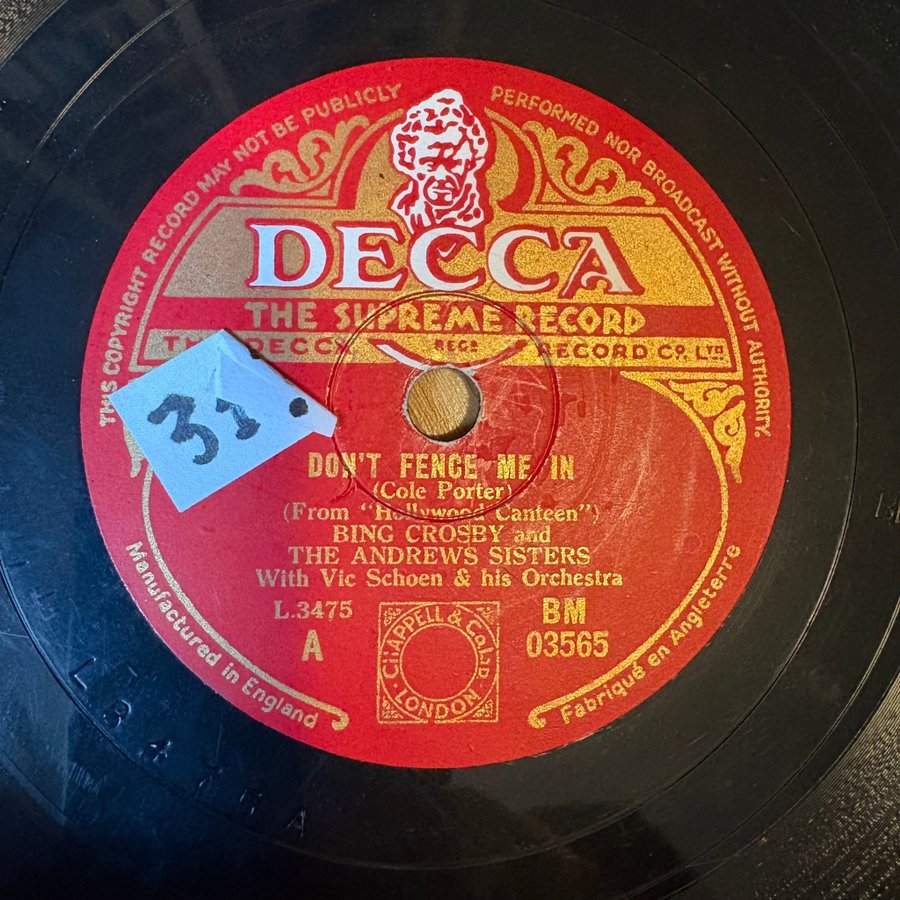 THIS COPYRIGHT RECORD MAY NOT BE PUBLICLY PERFORMED NOR BROADCAST WITHOUT AUTHORITY
DECCA
THE SUPREME RECORD
DECC REGD RECORD CO. LTD.
31.
DON'T FENCE ME IN
(Cole Porter)
(From "Hollywood Canteen")
BING CROSBY and
THE ANDREWS SISTERS
With Vic Schoen & his Orchestra
L.3475 BM
A 03565
CHAPPELL & CO LTD
LONDON
Manufactured in England
Fabriqué en Angleterre